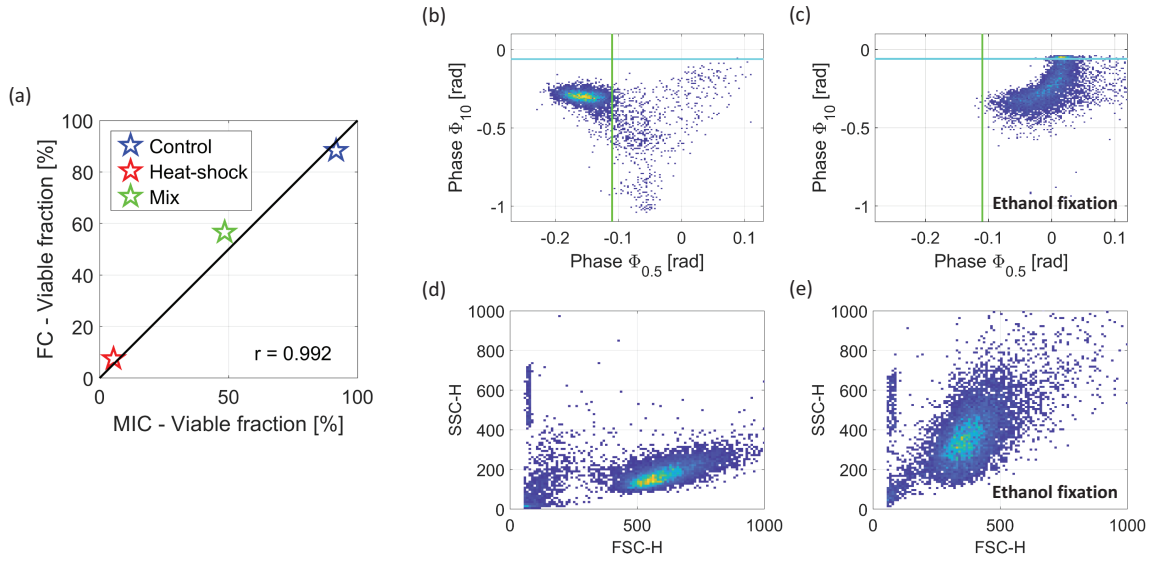 (a)
100
80
60
40
20
0
0
50
100
FC - Viable fraction [%]
MIC - Viable fraction [%]
Control
Heat-shock
Mix
r = 0.992
(b)
0
-0.5
-1
-0.2
-0.1
0
0.1
Phase Φ10 [rad]
Phase Φ0.5 [rad]
(c)
0
-0.5
-1
-0.2
-0.1
0
0.1
Phase Φ10 [rad]
Phase Φ0.5 [rad]
Ethanol fixation
(d)
1000
800
600
400
200
0
0
500
1000
SSC-H
FSC-H
(e)
1000
800
600
400
200
0
0
500
1000
SSC-H
FSC-H
Ethanol fixation